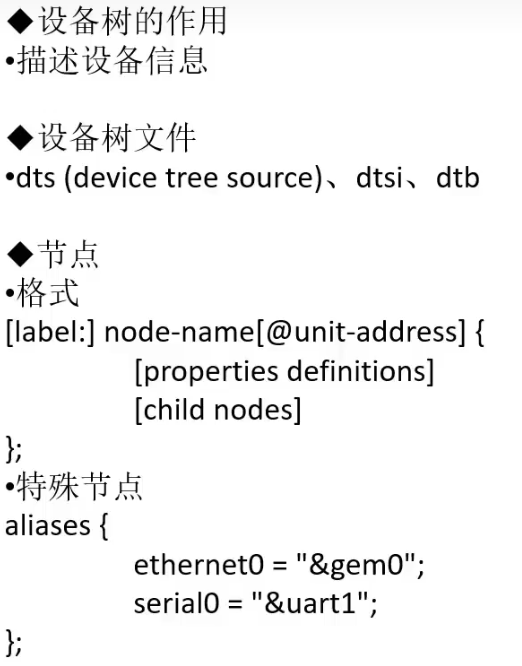 ◆设备树的作用
•描述设备信息
◆设备树文件
•dts (device tree source)、dtsi、dtb
◆节点
•格式
[label:] node-name[@unit-address] {
[properties definitions]
[child nodes]
};
•特殊节点
aliases {
ethernet0 = "&gem0";
serial0 = "&uart1";
};